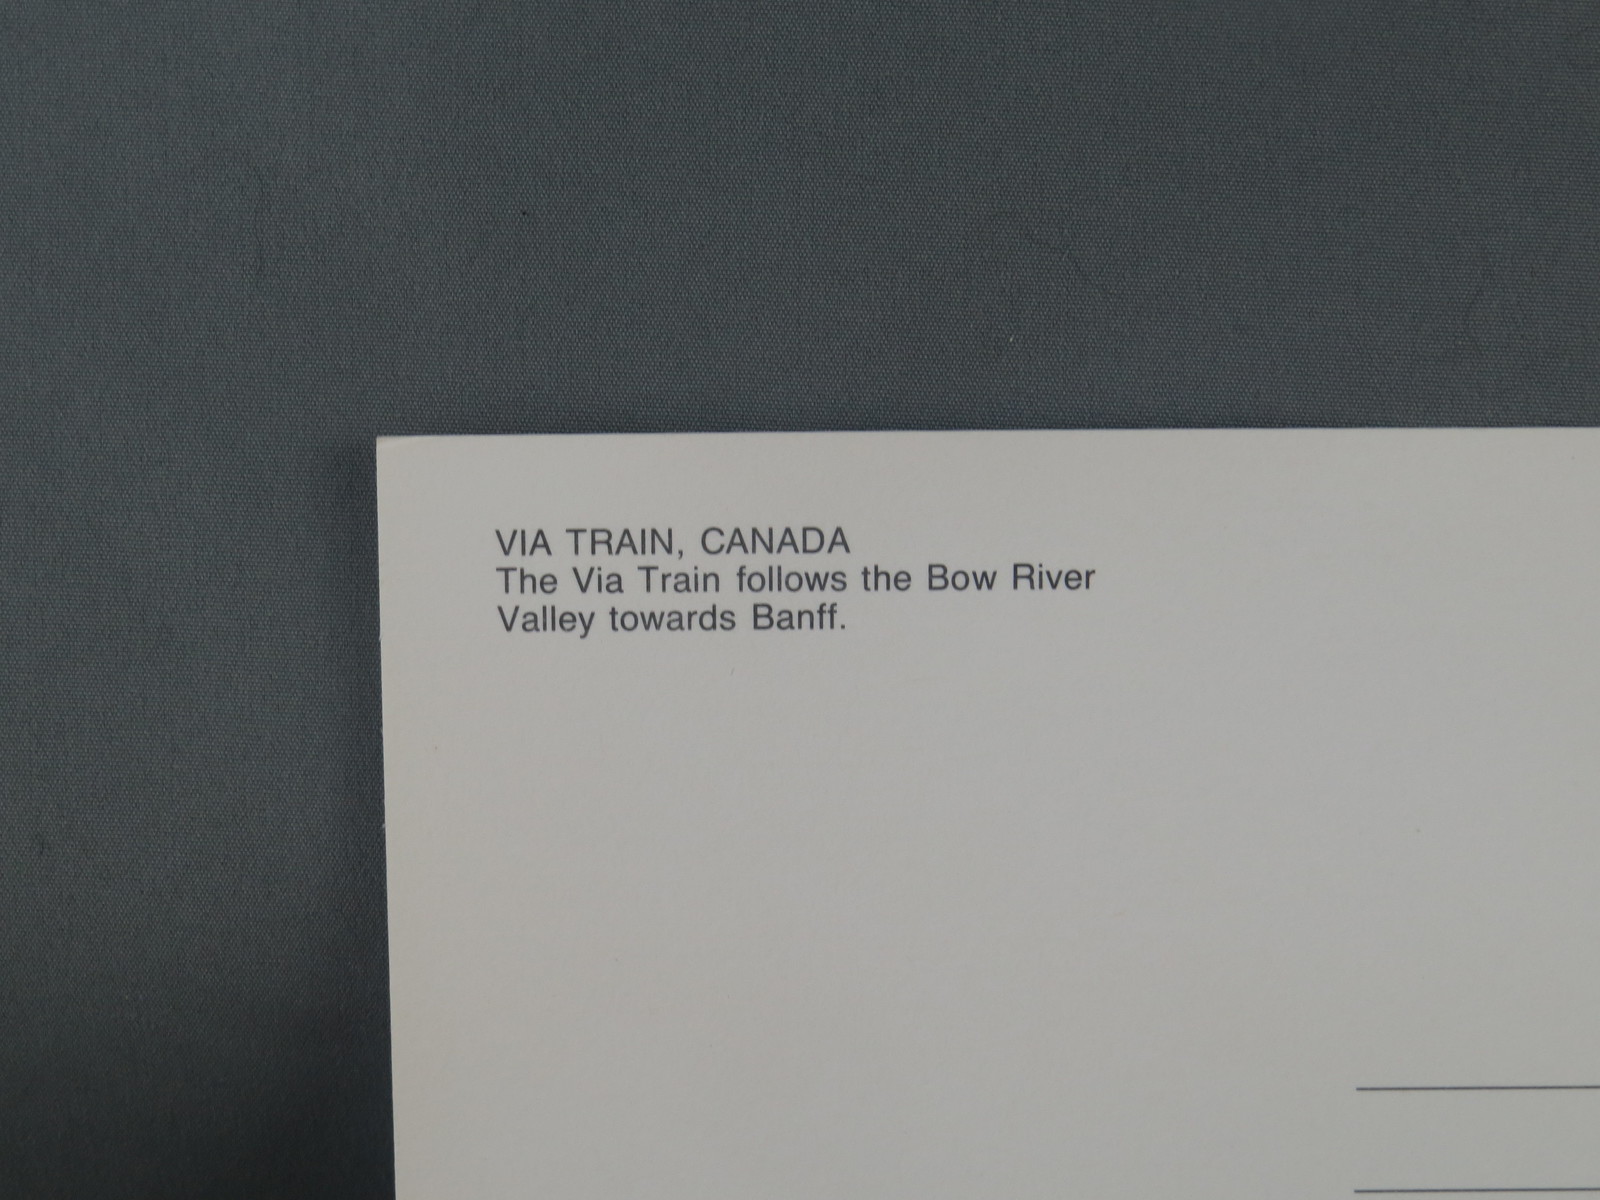 VIA TRAIN, CANADA
The Via Train follows the Bow River
Valley towards Banff.